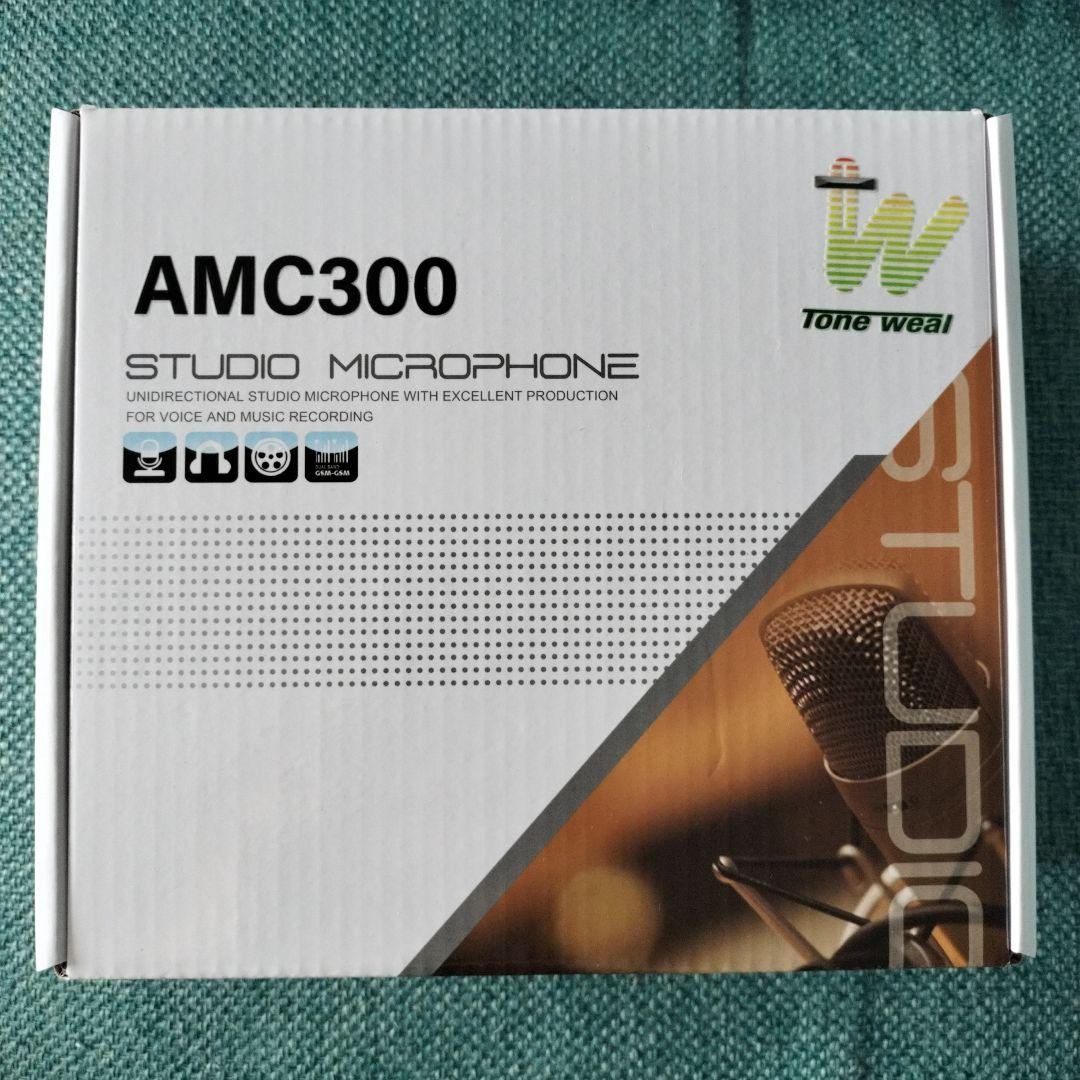 tw
Tone weal
AMC300
STUDIO MICROPHONE
UNIDIRECTIONAL STUDIO MICROPHONE WITH EXCELLENT PRODUCTION
FOR VOICE AND MUSIC RECORDING
DUAL BAND
GSM-GSM
STUDIO